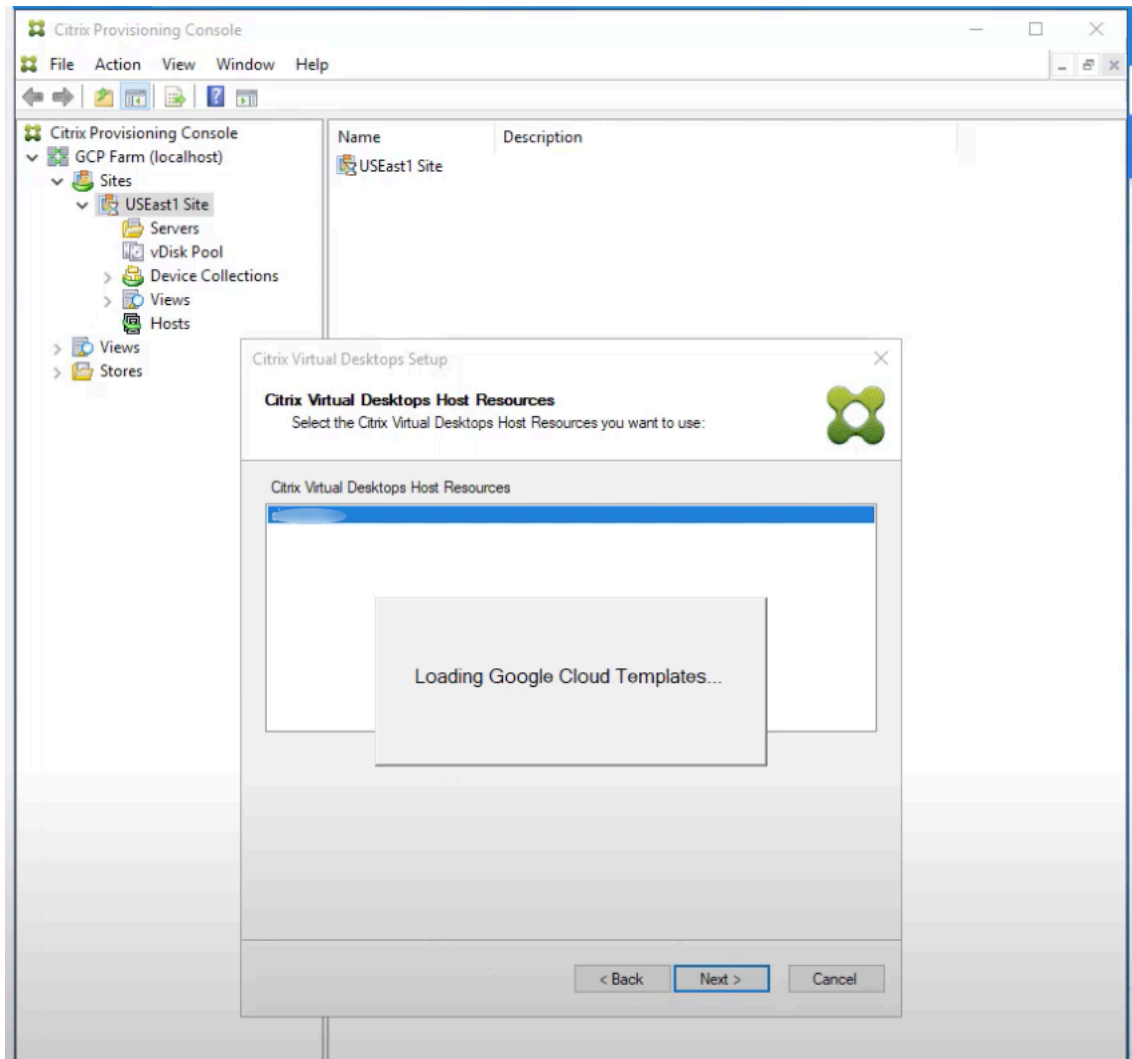 Citrix Provisioning Console
File Action View Window Help
Citrix Provisioning Console
GCP Farm (localhost)
Sites
USEast1 Site
Servers
vDisk Pool
Device Collections
Views
Hosts
Views
Stores
Name Description
USEast1 Site
Citrix Virtual Desktops Setup
Citrix Virtual Desktops Host Resources
Select the Citrix Virtual Desktops Host Resources you want to use:
Citrix Virtual Desktops Host Resources
Loading Google Cloud Templates...
< Back Next > Cancel